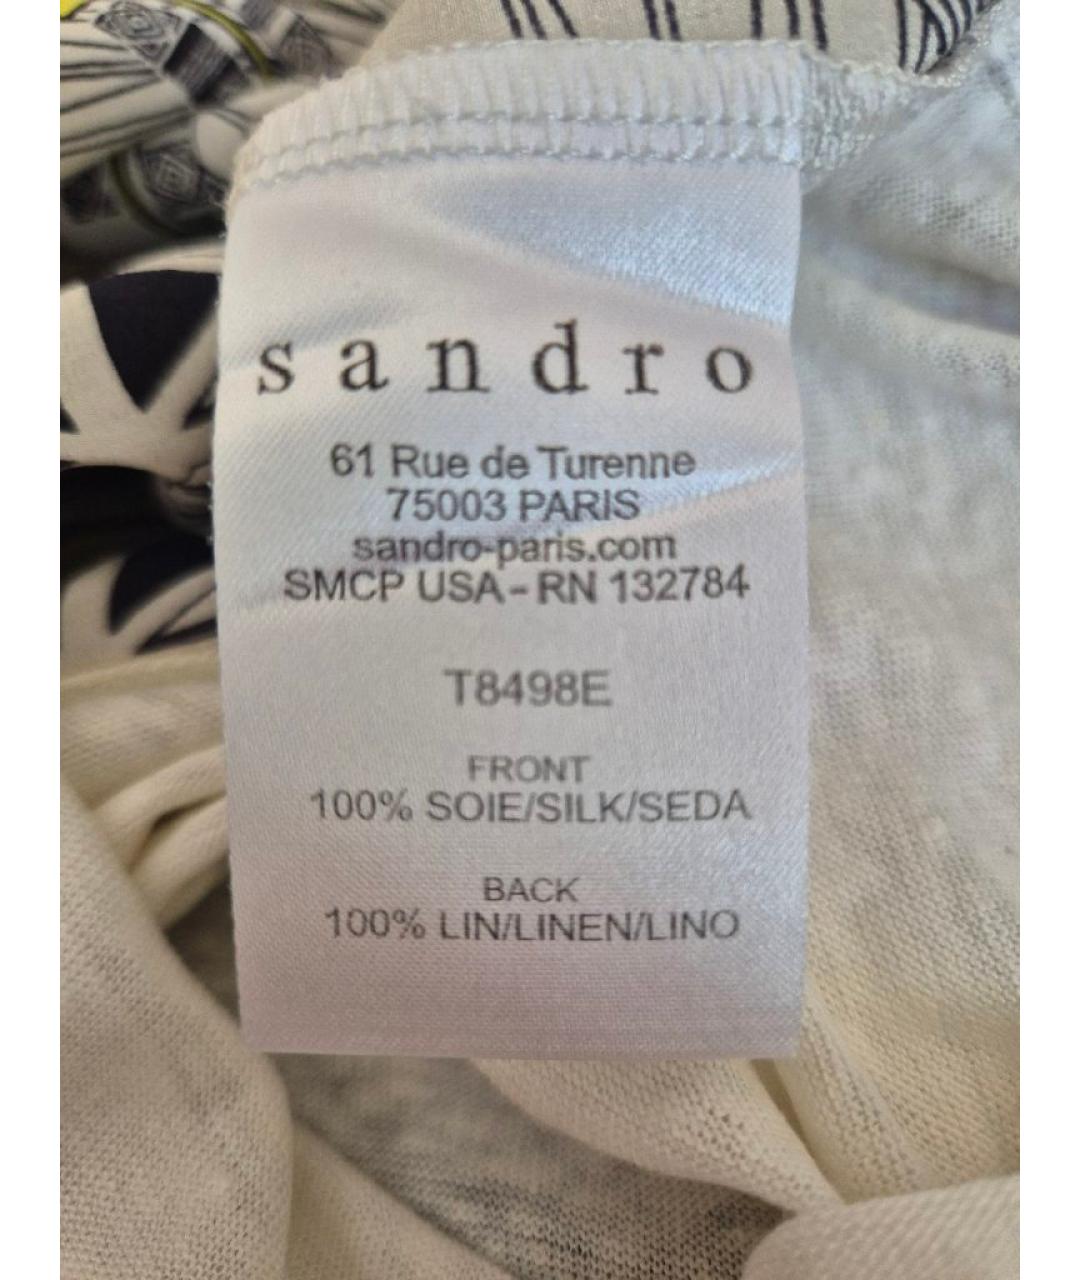 sandro
61 Rue de Turenne
75003 PARIS
sandro-paris.com
SMCP USA - RN 132784
T8498E
FRONT
100% SOIE/SILK/SEDA
BACK
100% LIN/LINEN/LINO